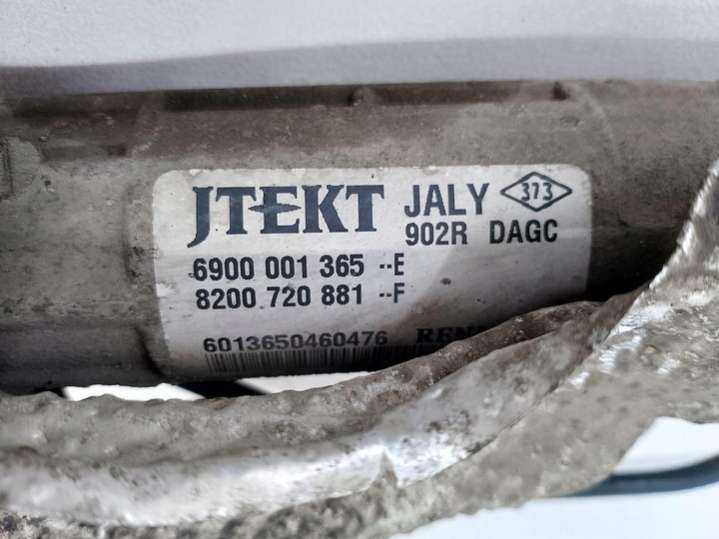 JTEKT JALY 373
902R DAGC
6900 001 365 --E
8200 720 881 --F
6013650460476